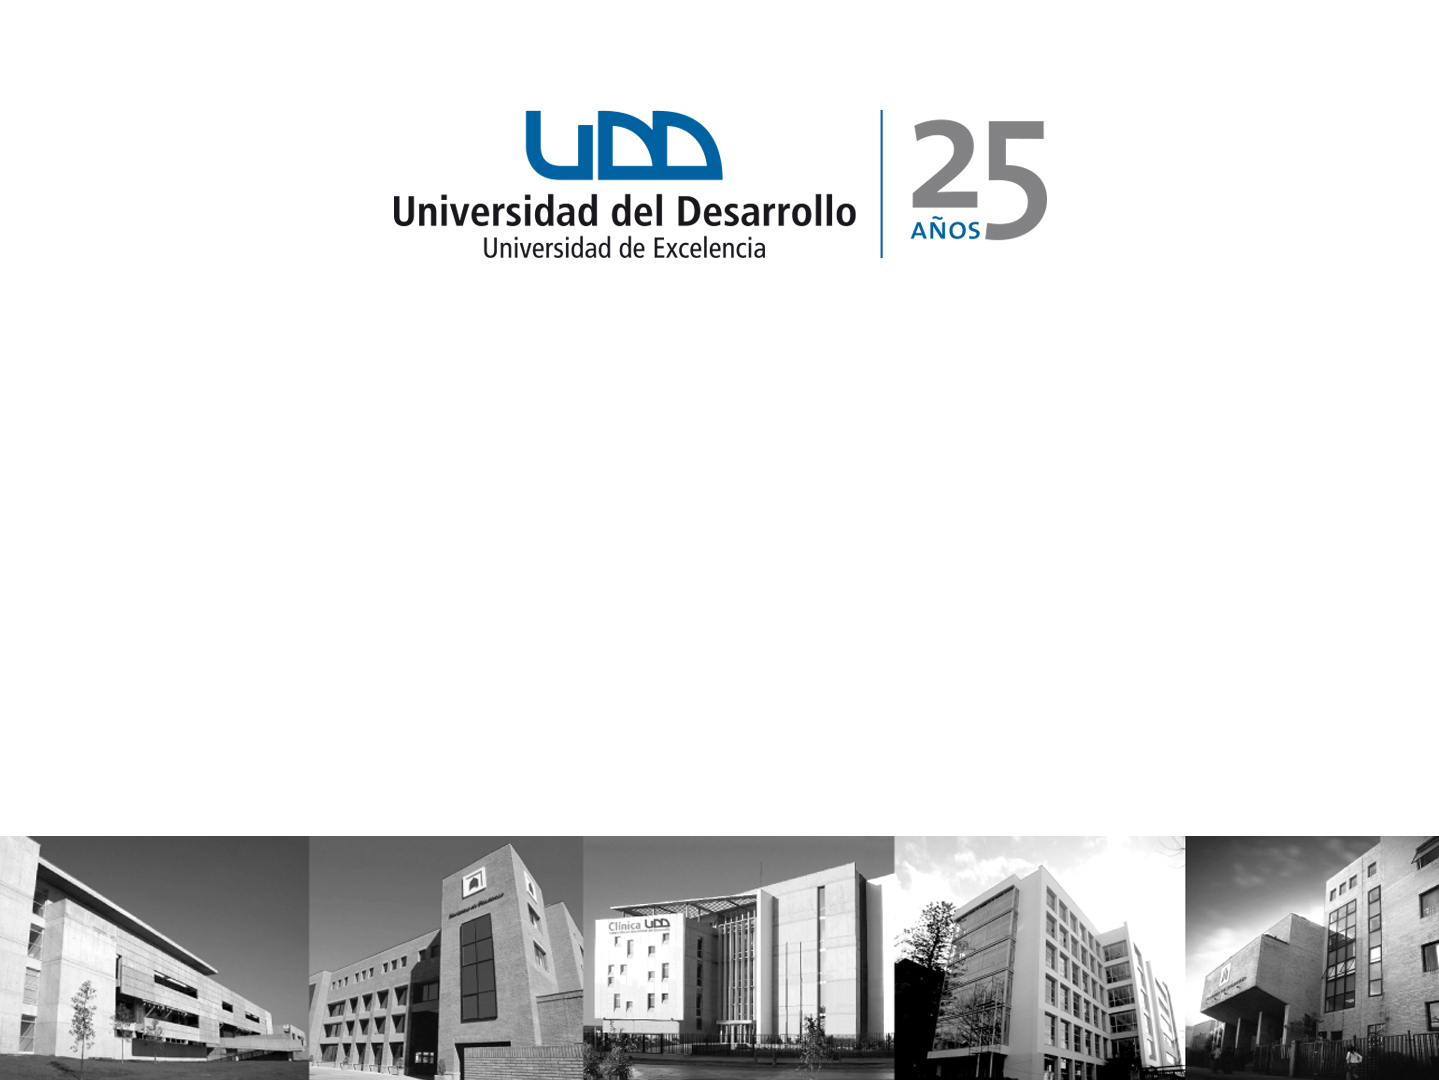 UDD
Universidad del Desarrollo
Universidad de Excelencia
25
AÑOS
Clínica UDD